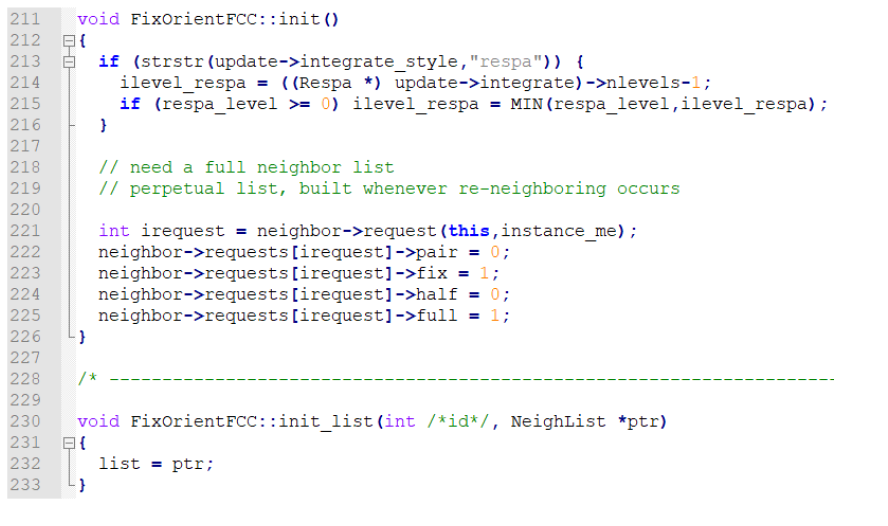 211 void FixOrientFCC::init()
212 {
213 if (strstr(update->integrate_style,"respa")) {
214 ilevel_respa = ((Respa *) update->integrate)->nlevels-1;
215 if (respa_level >= 0) ilevel_respa = MIN(respa_level,ilevel_respa);
216 }
217
218 // need a full neighbor list
219 // perpetual list, built whenever re-neighboring occurs
220
221 int irequest = neighbor->request(this,instance_me);
222 neighbor->requests[irequest]->pair = 0;
223 neighbor->requests[irequest]->fix = 1;
224 neighbor->requests[irequest]->half = 0;
225 neighbor->requests[irequest]->full = 1;
226 }
227
228 /* ----------------------------------------------------------------------
229
230 void FixOrientFCC::init_list(int /*id*/, NeighList *ptr)
231 {
232 list = ptr;
233 }